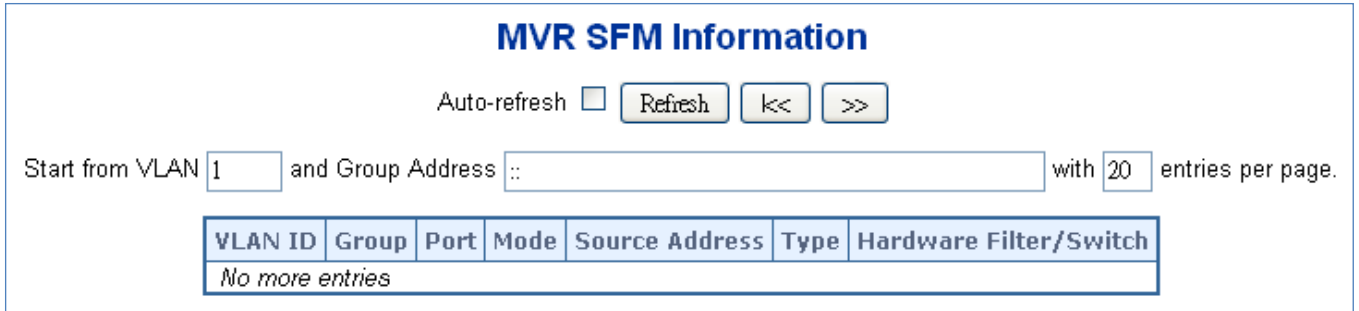 MVR SFM Information
Auto-refresh Refresh |<< >>
Start from VLAN 1 and Group Address :: with 20 entries per page.
VLAN ID Group Port Mode Source Address Type Hardware Filter/Switch
No more entries